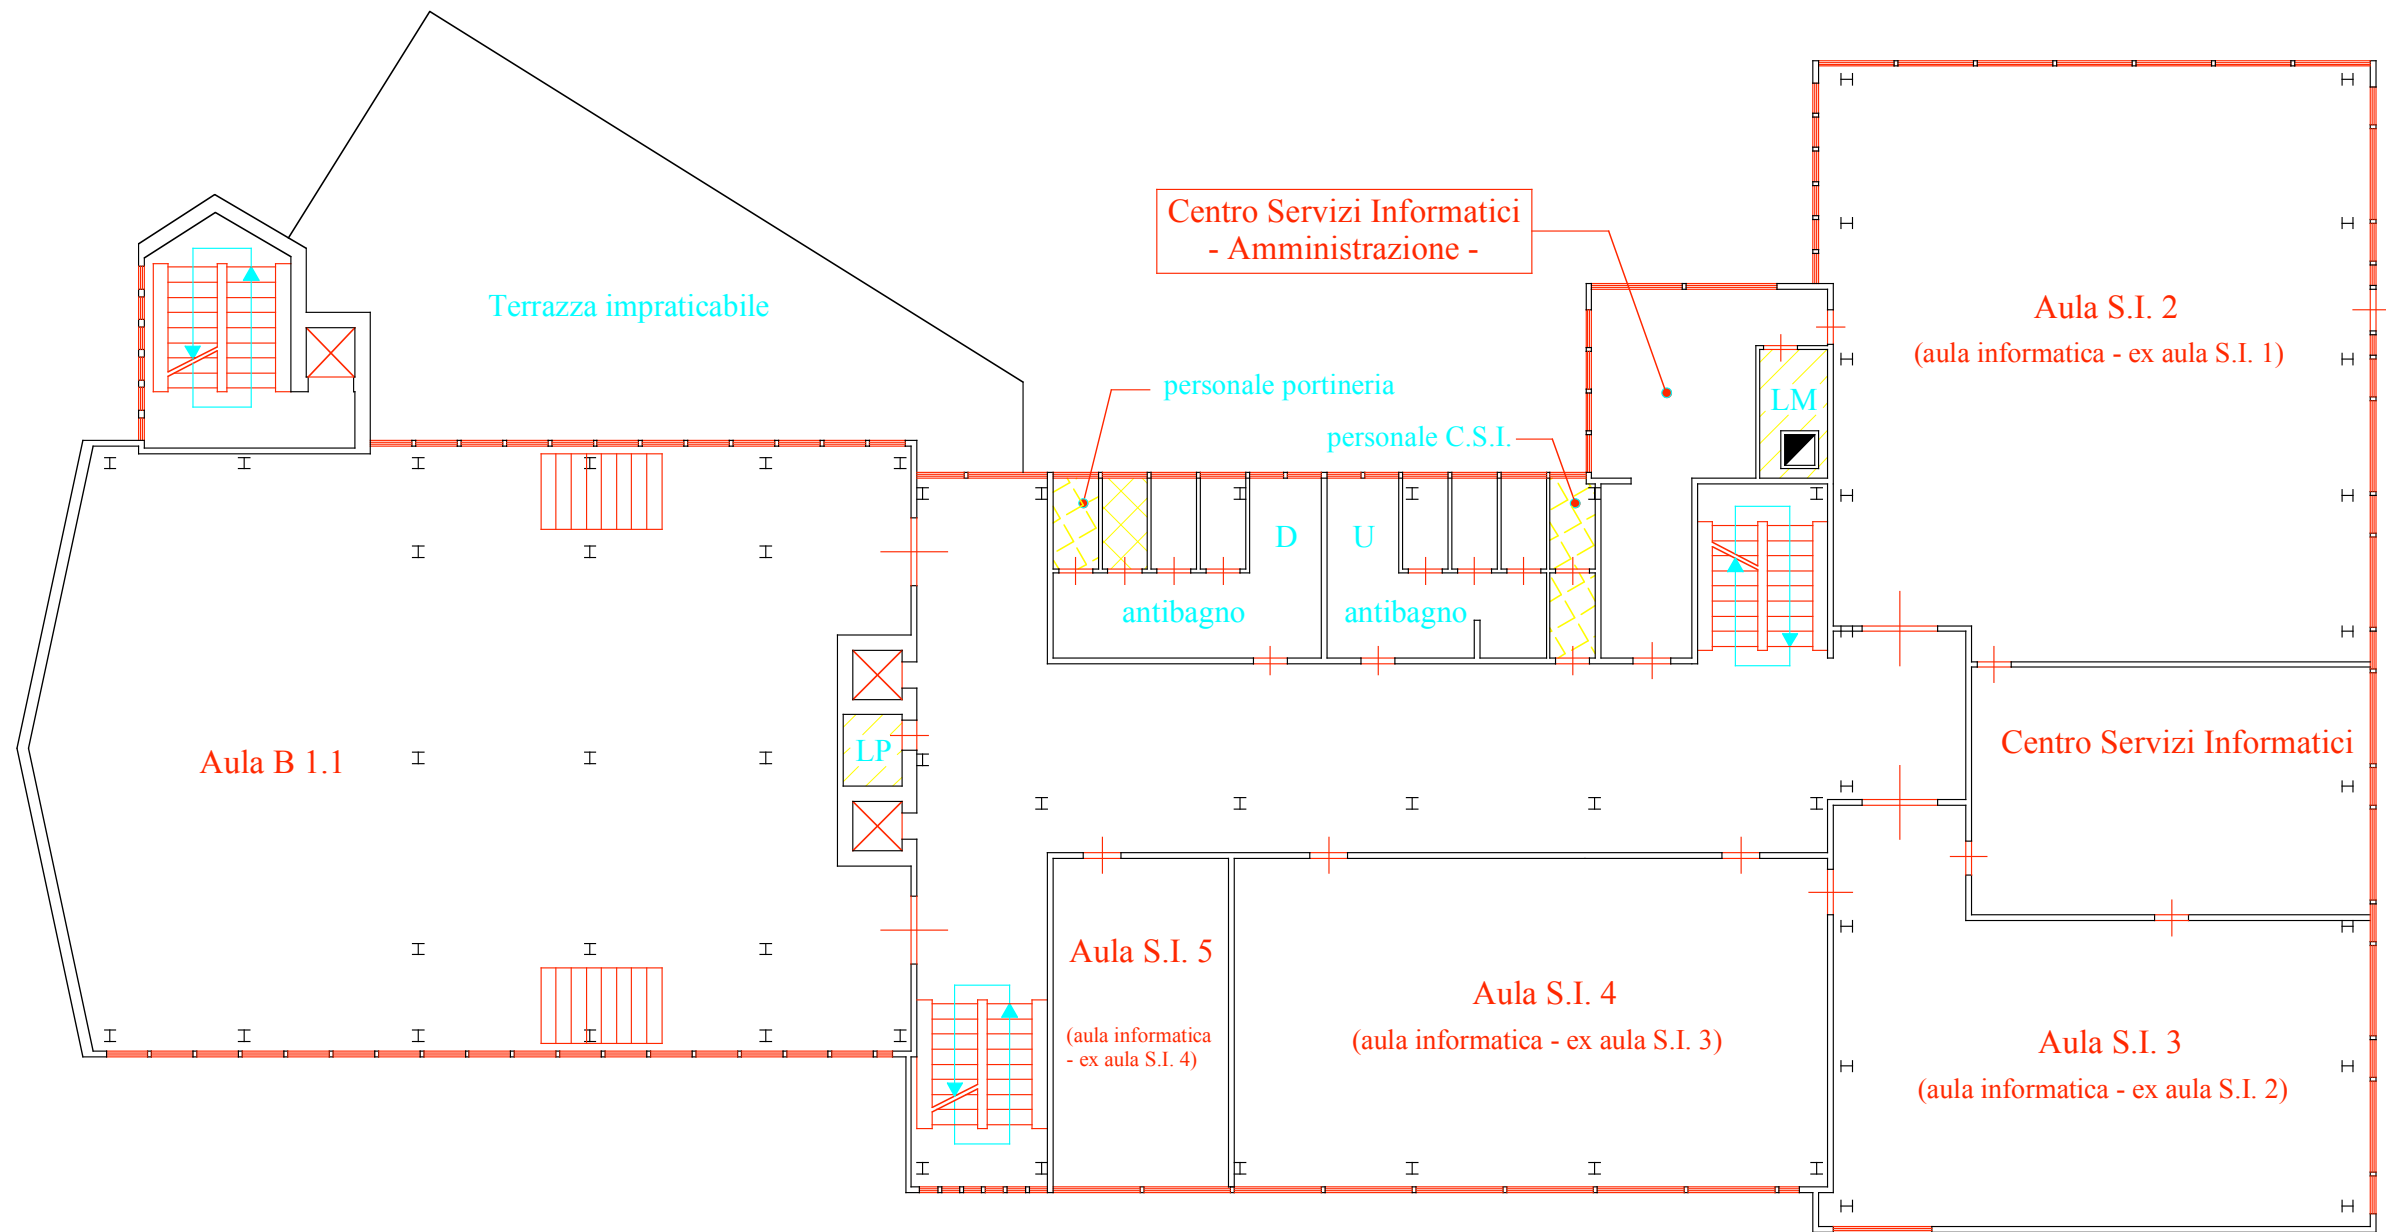 Centro Servizi Informatici
- Amministrazione -
Terrazza impraticabile
Aula S.I. 2
(aula informatica - ex aula S.I. 1)
personale portineria
LM
personale C.S.I.
D
U
antibagno
antibagno
Aula B 1.1
LP
Centro Servizi Informatici
Aula S.I. 5
(aula informatica
- ex aula S.I. 4)
Aula S.I. 4
(aula informatica - ex aula S.I. 3)
Aula S.I. 3
(aula informatica - ex aula S.I. 2)